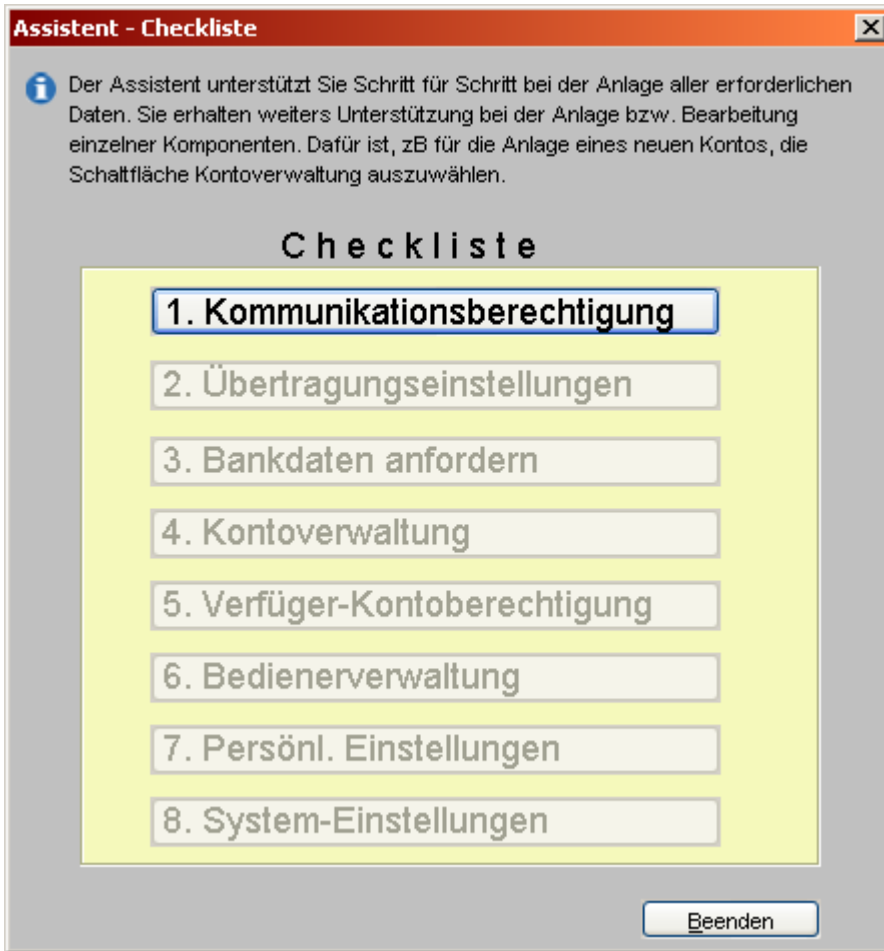 Assistent - Checkliste
Der Assistent unterstützt Sie Schritt für Schritt bei der Anlage aller erforderlichen
Daten. Sie erhalten weiters Unterstützung bei der Anlage bzw. Bearbeitung
einzelner Komponenten. Dafür ist, zB für die Anlage eines neuen Kontos, die
Schaltfläche Kontoverwaltung auszuwählen.
Checkliste
1. Kommunikationsberechtigung
2. Übertragungseinstellungen
3. Bankdaten anfordern
4. Kontoverwaltung
5. Verfüger-Kontoberechtigung
6. Bedienerverwaltung
7. Persönl. Einstellungen
8. System-Einstellungen
Beenden